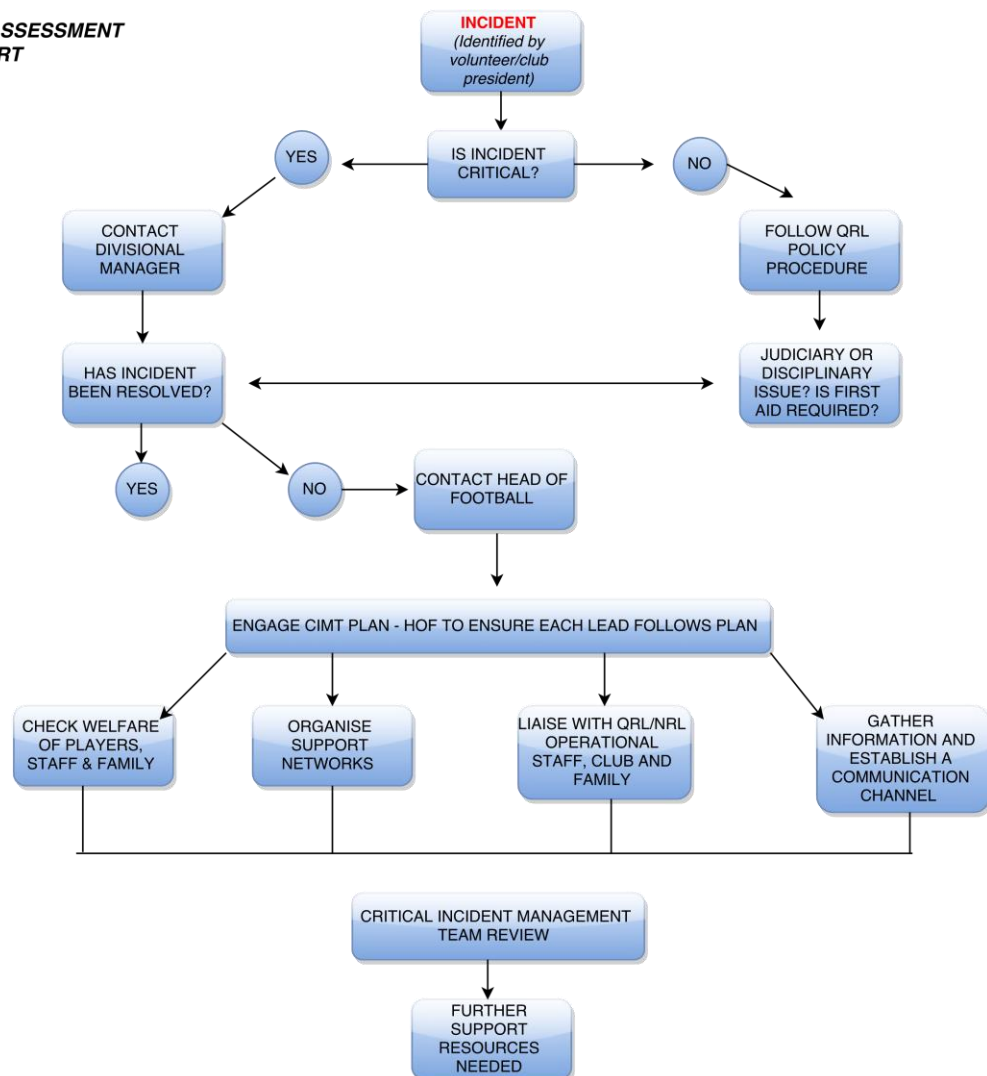 SSESSMENT
RT
INCIDENT
(Identified by
volunteer/club
president)
YES
IS INCIDENT
CRITICAL?
NO
CONTACT
DIVISIONAL
MANAGER
FOLLOW QRL
POLICY
PROCEDURE
HAS INCIDENT
BEEN RESOLVED?
JUDICIARY OR
DISCIPLINARY
ISSUE? IS FIRST
AID REQUIRED?
YES
NO
CONTACT HEAD OF
FOOTBALL
ENGAGE CIMT PLAN - HOF TO ENSURE EACH LEAD FOLLOWS PLAN
CHECK WELFARE
OF PLAYERS,
STAFF & FAMILY
ORGANISE
SUPPORT
NETWORKS
LIAISE WITH QRL/NRL
OPERATIONAL
STAFF, CLUB AND
FAMILY
GATHER
INFORMATION AND
ESTABLISH A
COMMUNICATION
CHANNEL
CRITICAL INCIDENT MANAGEMENT
TEAM REVIEW
FURTHER
SUPPORT
RESOURCES
NEEDED